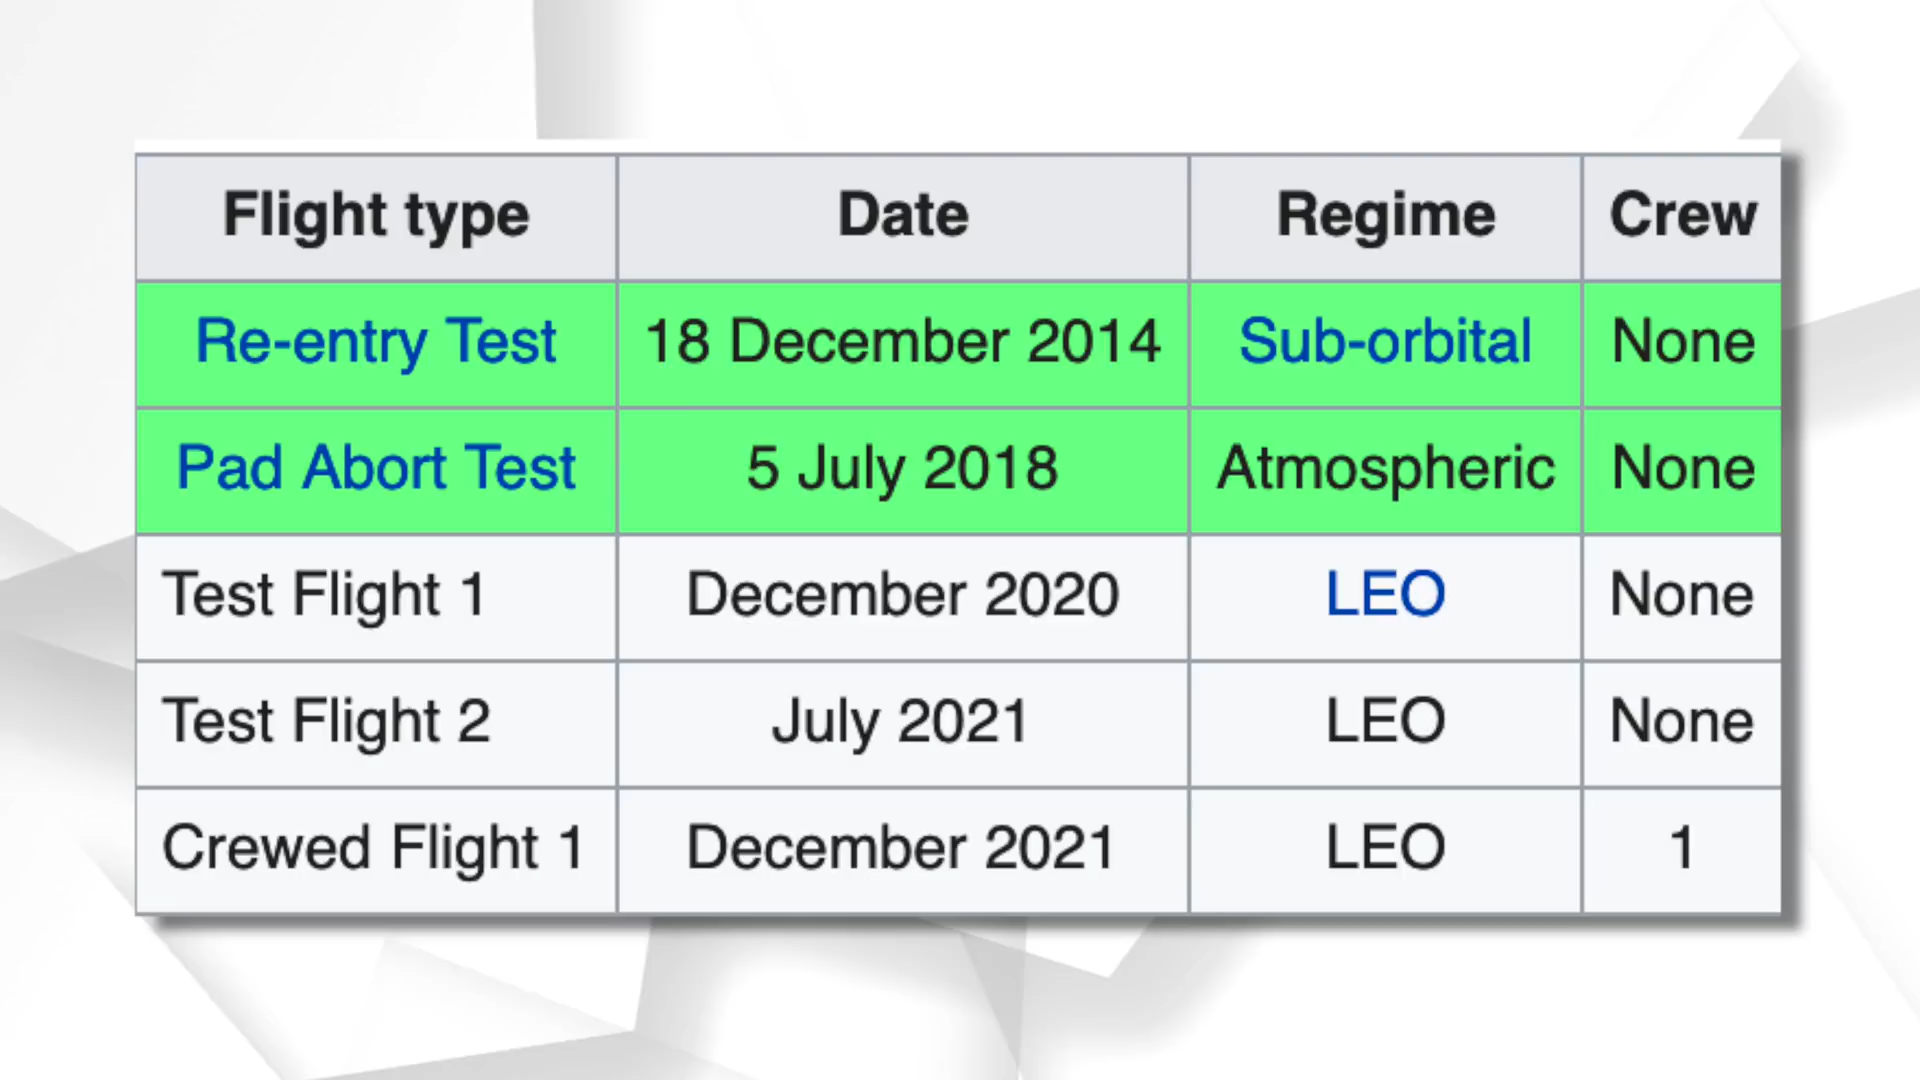 Flight type Date Regime Crew
Re-entry Test 18 December 2014 Sub-orbital None
Pad Abort Test 5 July 2018 Atmospheric None
Test Flight 1 December 2020 LEO None
Test Flight 2 July 2021 LEO None
Crewed Flight 1 December 2021 LEO 1